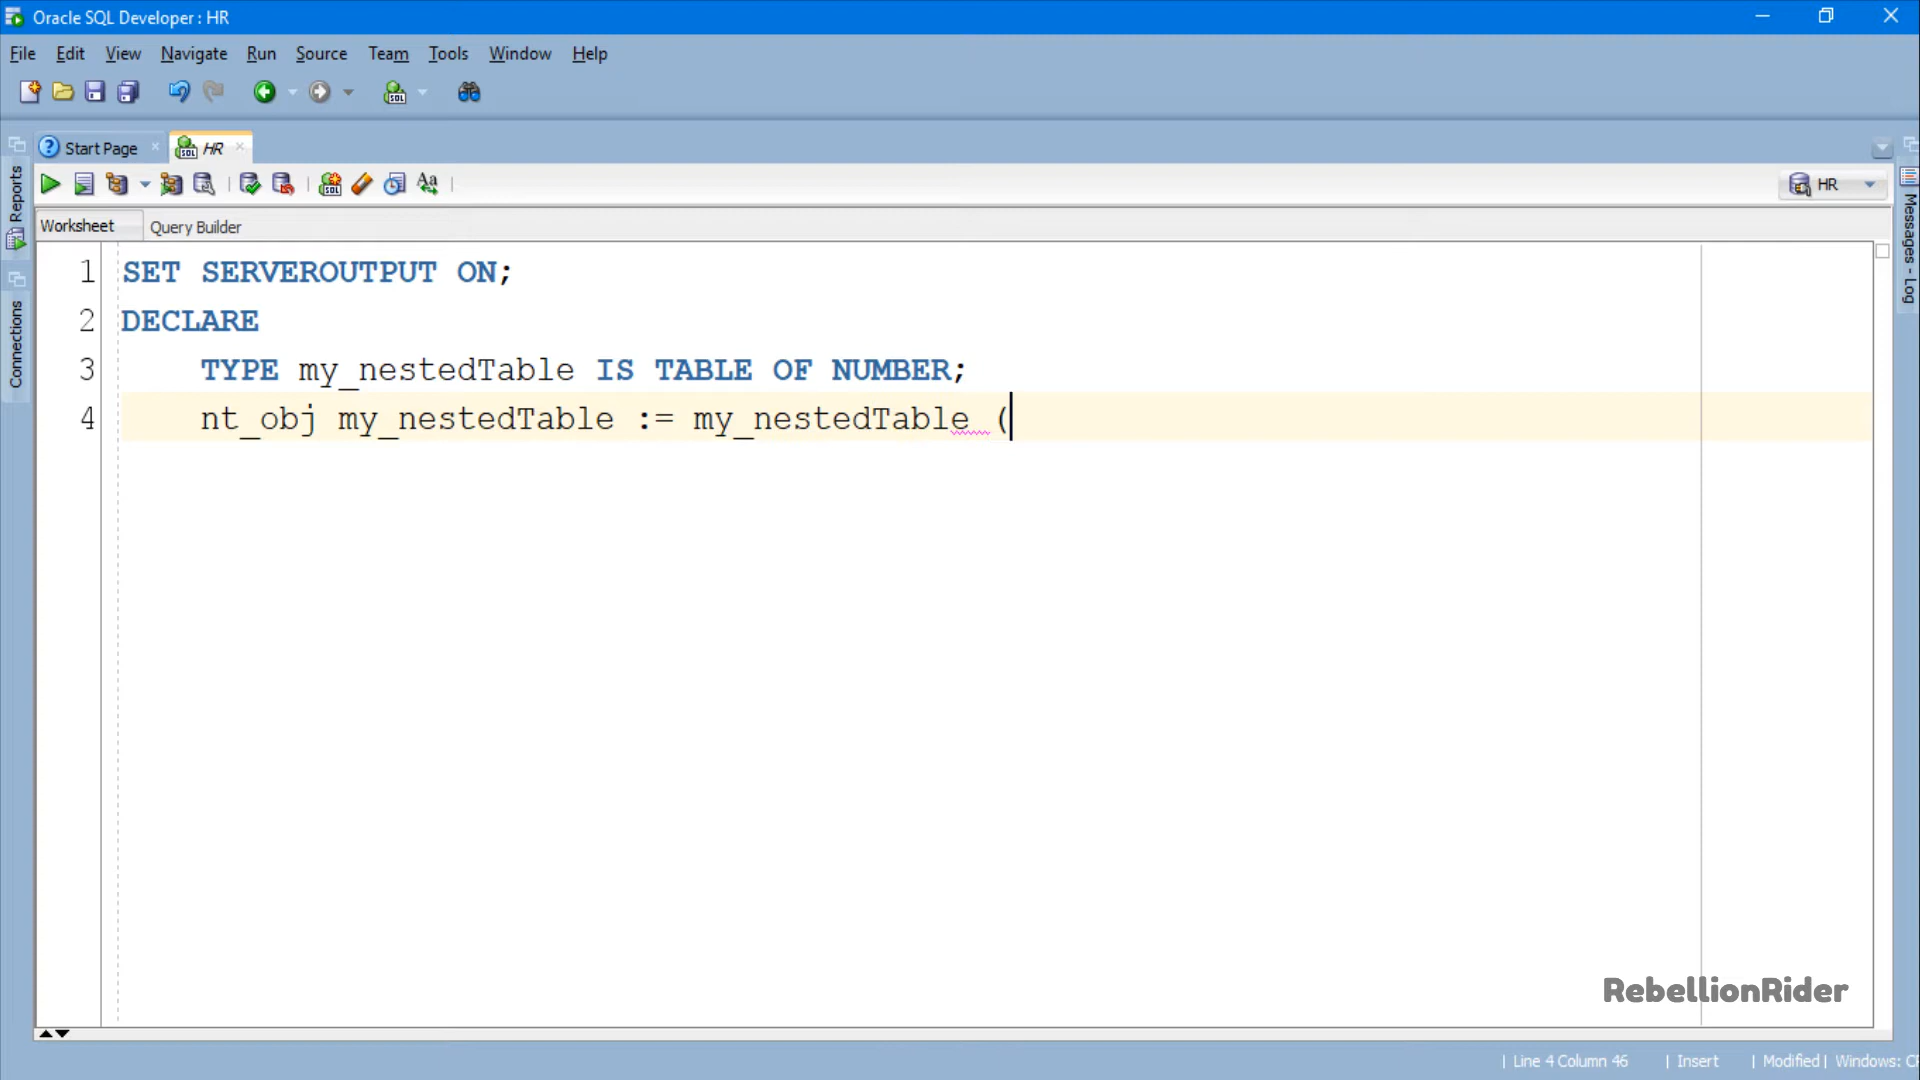 Oracle SQL Developer : HR
File Edit View Navigate Run Source Team Tools Window Help
Start Page HR
HR
Worksheet Query Builder
Reports
Connections
Messages - Log
1 SET SERVEROUTPUT ON;
2 DECLARE
3 TYPE my_nestedTable IS TABLE OF NUMBER;
4 nt_obj my_nestedTable := my_nestedTable (
RebellionRider
| Line 4 Column 46 | Insert | Modified | Windows: C